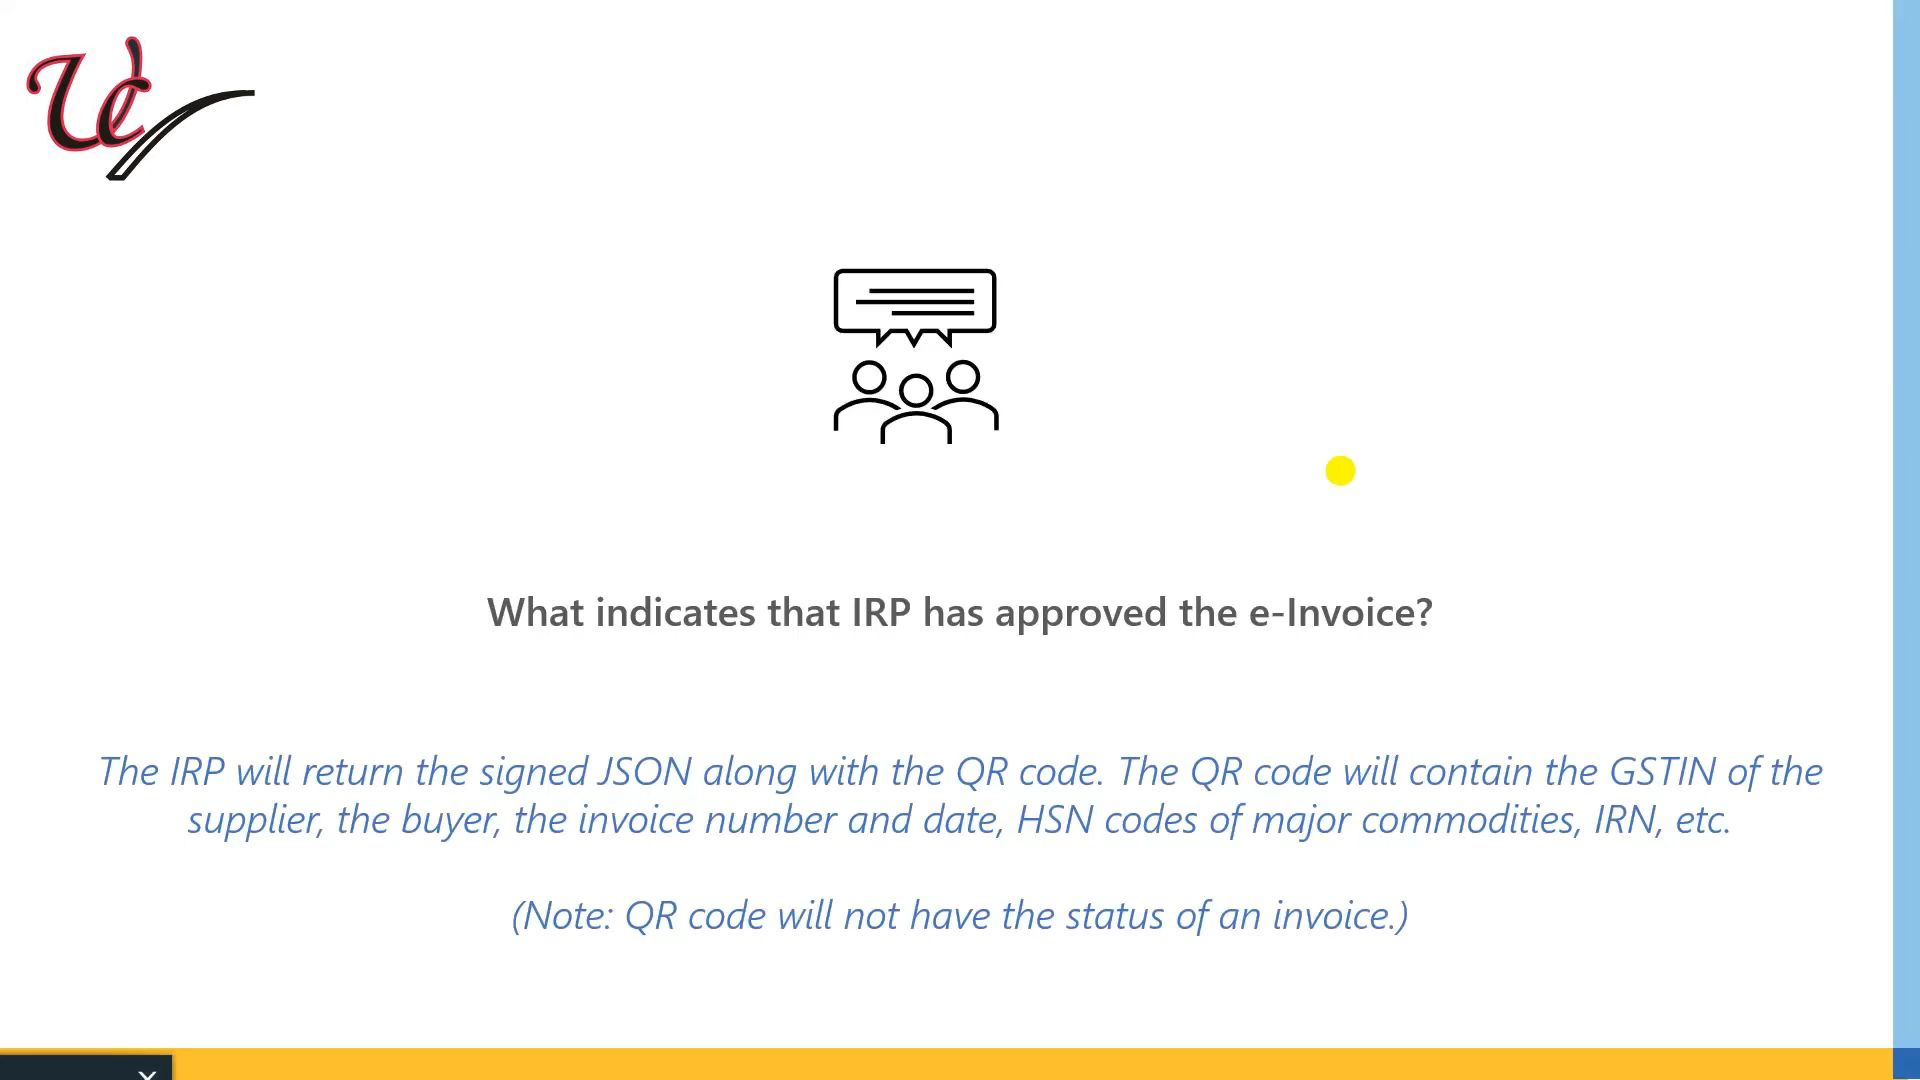 What indicates that IRP has approved the e-Invoice?
The IRP will return the signed JSON along with the QR code. The QR code will contain the GSTIN of the
supplier, the buyer, the invoice number and date, HSN codes of major commodities, IRN, etc.
(Note: QR code will not have the status of an invoice.)